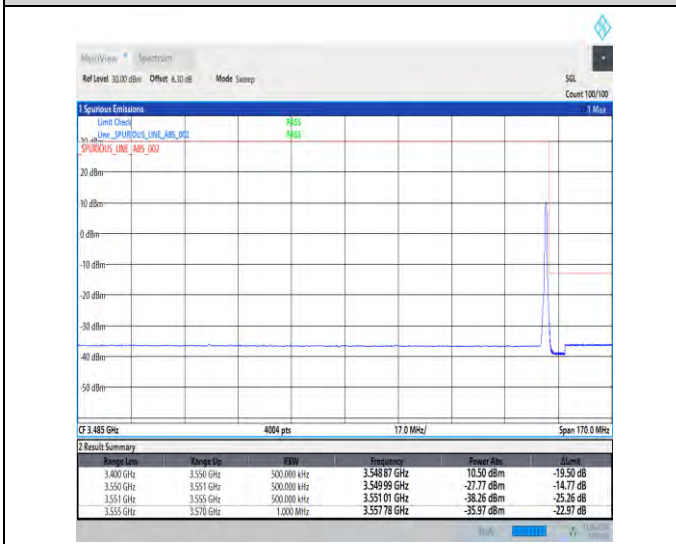 MultiView Spectrum
Ref Level 30.00 dBm Offset 8.30 dB Mode Sweep SGL
Count 100/100
1 Spurious Emissions 1 Max
Limit Check PASS
Line _SPURIOUS_LINE_ABS_002 PASS
_SPURIOUS_LINE_ABS_002
20 dBm
10 dBm
0 dBm
-10 dBm
-20 dBm
-30 dBm
-40 dBm
-50 dBm
CF 3.485 GHz 4004 pts 17.0 MHz/ Span 170.0 MHz
2 Result Summary
Range Low Range Up RBW Frequency Power Abs ΔLimit
3.400 GHz 3.550 GHz 500.000 kHz 3.548 87 GHz 10.50 dBm -19.50 dB
3.550 GHz 3.551 GHz 500.000 kHz 3.549 99 GHz -27.77 dBm -14.77 dB
3.551 GHz 3.555 GHz 500.000 kHz 3.551 01 GHz -38.26 dBm -25.26 dB
3.555 GHz 3.570 GHz 1.000 MHz 3.557 78 GHz -35.97 dBm -22.97 dB